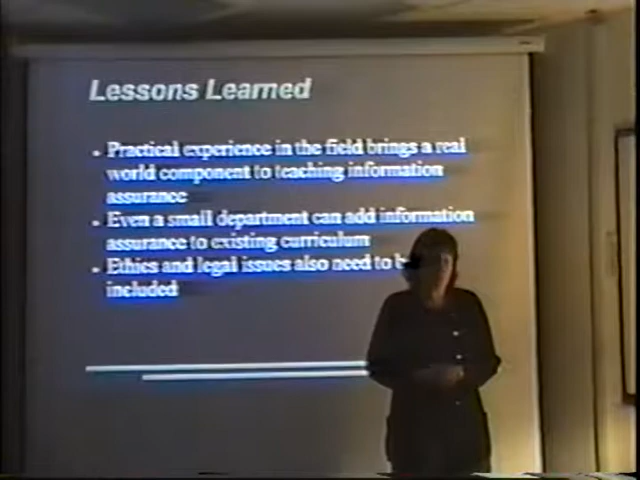 Lessons Learned
• Practical experience in the field brings a real
world component to teaching information
assurance
• Even a small department can add information
assurance to existing curriculum
• Ethics and legal issues also need to
included